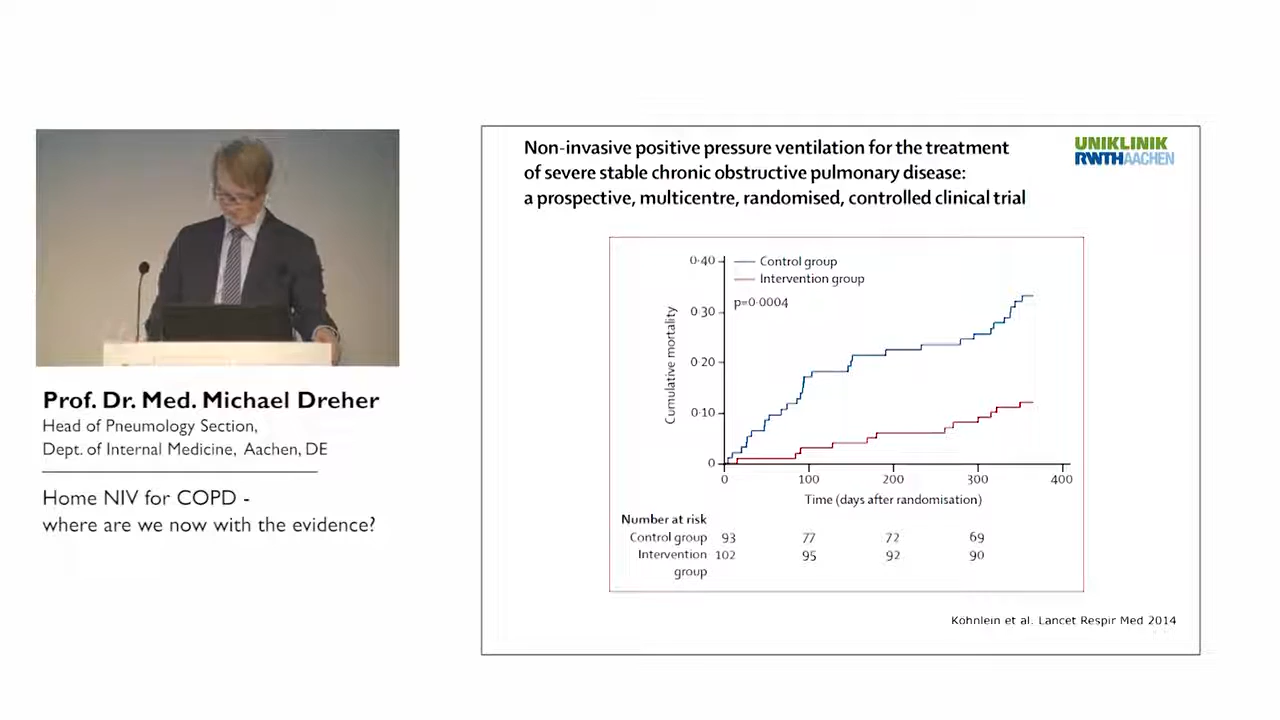 Prof. Dr. Med. Michael Dreher
Head of Pneumology Section,
Dept. of Internal Medicine, Aachen, DE
Home NIV for COPD -
where are we now with the evidence?
Non-invasive positive pressure ventilation for the treatment
of severe stable chronic obstructive pulmonary disease:
a prospective, multicentre, randomised, controlled clinical trial
UNIKLINIK
RWTHAACHEN
0·40
0·30
0·20
0·10
0
Cumulative mortality
Control group
Intervention group
p=0·0004
0 100 200 300 400
Time (days after randomisation)
Number at risk
Control group 93 77 72 69
Intervention 102 95 92 90
group
Kohnlein et al. Lancet Respir Med 2014